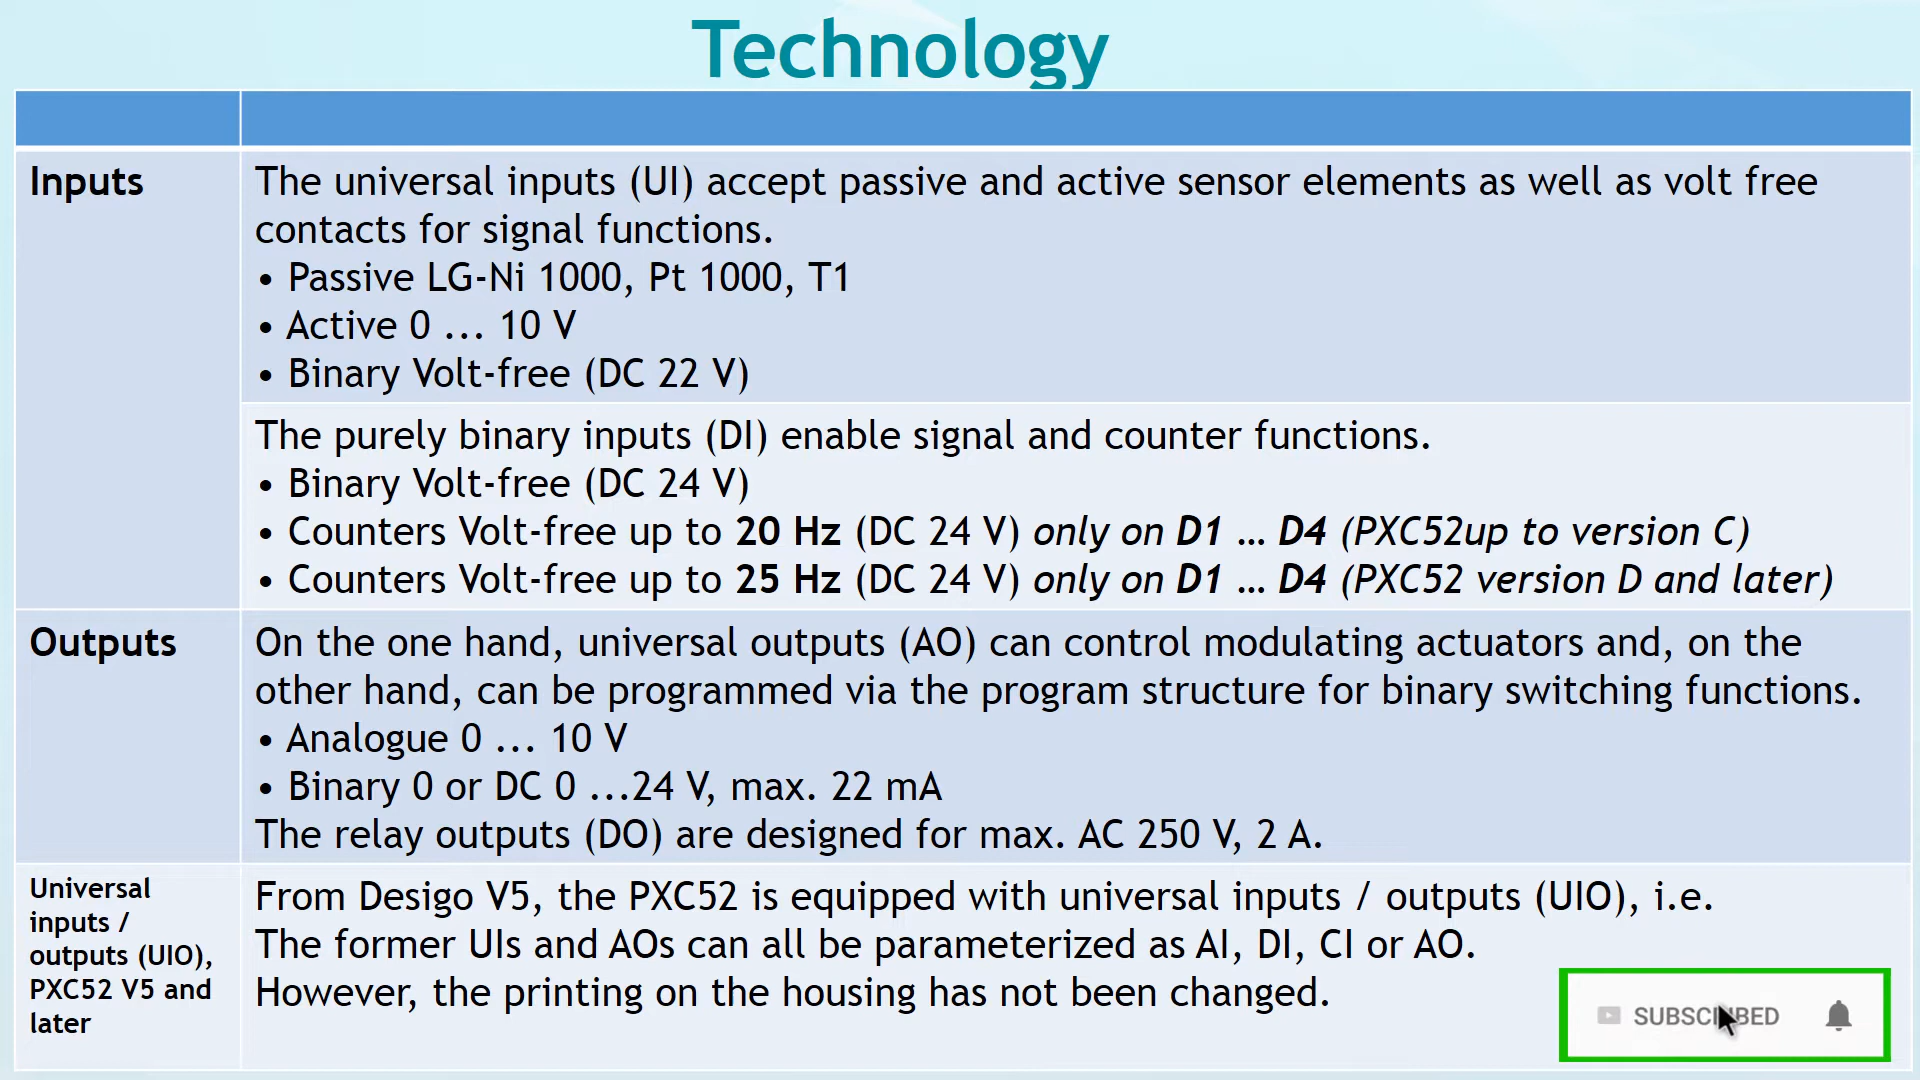 Technology
Inputs
The universal inputs (UI) accept passive and active sensor elements as well as volt free
contacts for signal functions.
• Passive LG-Ni 1000, Pt 1000, T1
• Active 0 ... 10 V
• Binary Volt-free (DC 22 V)
The purely binary inputs (DI) enable signal and counter functions.
• Binary Volt-free (DC 24 V)
• Counters Volt-free up to 20 Hz (DC 24 V) only on D1 … D4 (PXC52up to version C)
• Counters Volt-free up to 25 Hz (DC 24 V) only on D1 … D4 (PXC52 version D and later)
Outputs
On the one hand, universal outputs (AO) can control modulating actuators and, on the
other hand, can be programmed via the program structure for binary switching functions.
• Analogue 0 ... 10 V
• Binary 0 or DC 0 ...24 V, max. 22 mA
The relay outputs (DO) are designed for max. AC 250 V, 2 A.
Universal
inputs /
outputs (UIO),
PXC52 V5 and
later
From Desigo V5, the PXC52 is equipped with universal inputs / outputs (UIO), i.e.
The former UIs and AOs can all be parameterized as AI, DI, CI or AO.
However, the printing on the housing has not been changed.
SUBSCRIBED